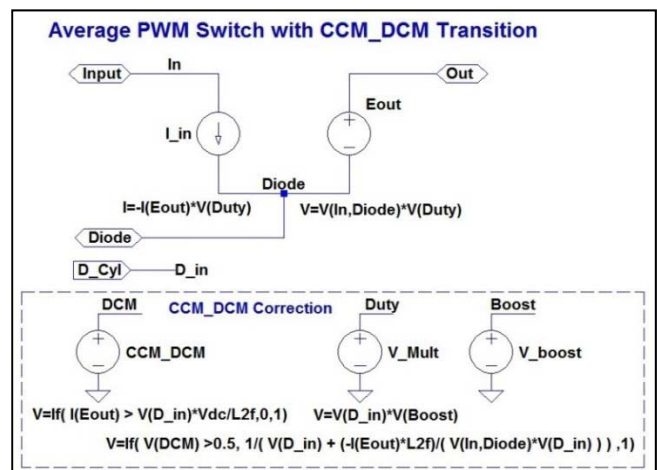 Average PWM Switch with CCM_DCM Transition
Input
In
Out
Eout
I_in
Diode
I=-I(Eout)*V(Duty)
V=V(In,Diode)*V(Duty)
Diode
D_Cyl
D_in
DCM
CCM_DCM Correction
Duty
Boost
CCM_DCM
V_Mult
V_boost
V=If( I(Eout) > V(D_in)*Vdc/L2f,0,1)
V=V(D_in)*V(Boost)
V=If( V(DCM) >0.5, 1/( V(D_in) + (-I(Eout)*L2f)/( V(In,Diode)*V(D_in) ) ) ,1)